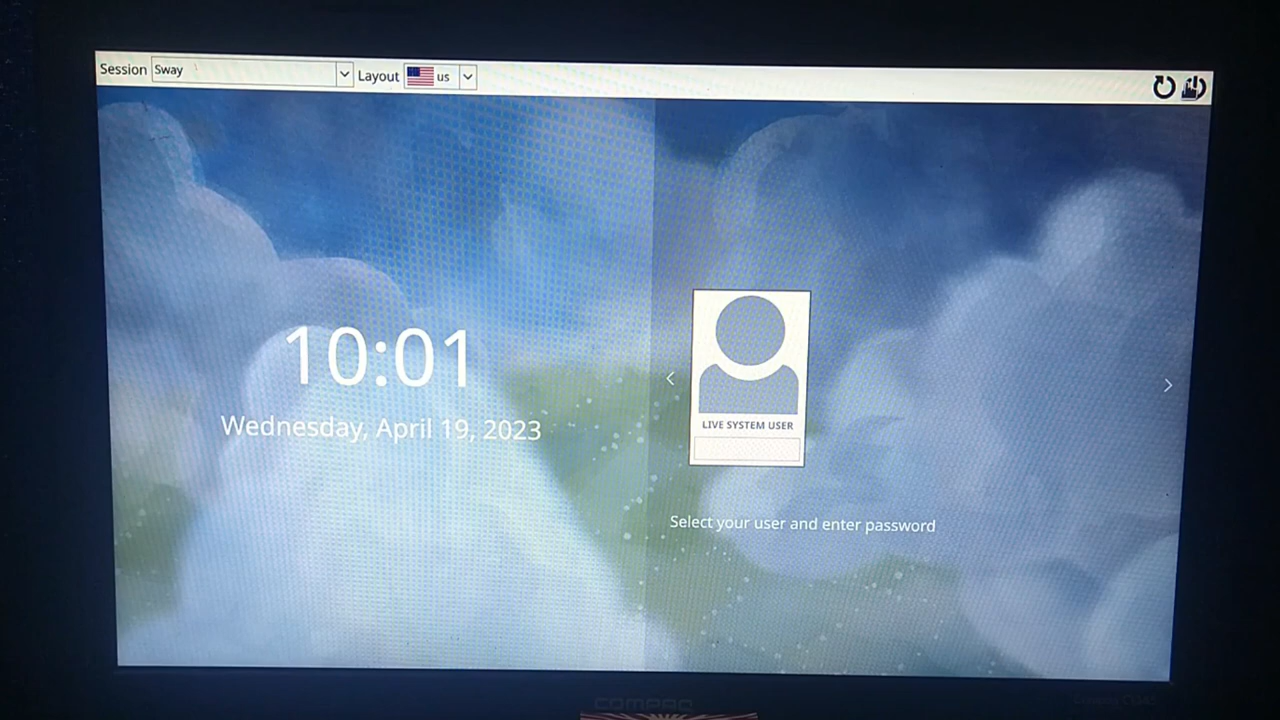 Session Sway Layout us
10:01
Wednesday, April 19, 2023
LIVE SYSTEM USER
Select your user and enter password
COMPAQ